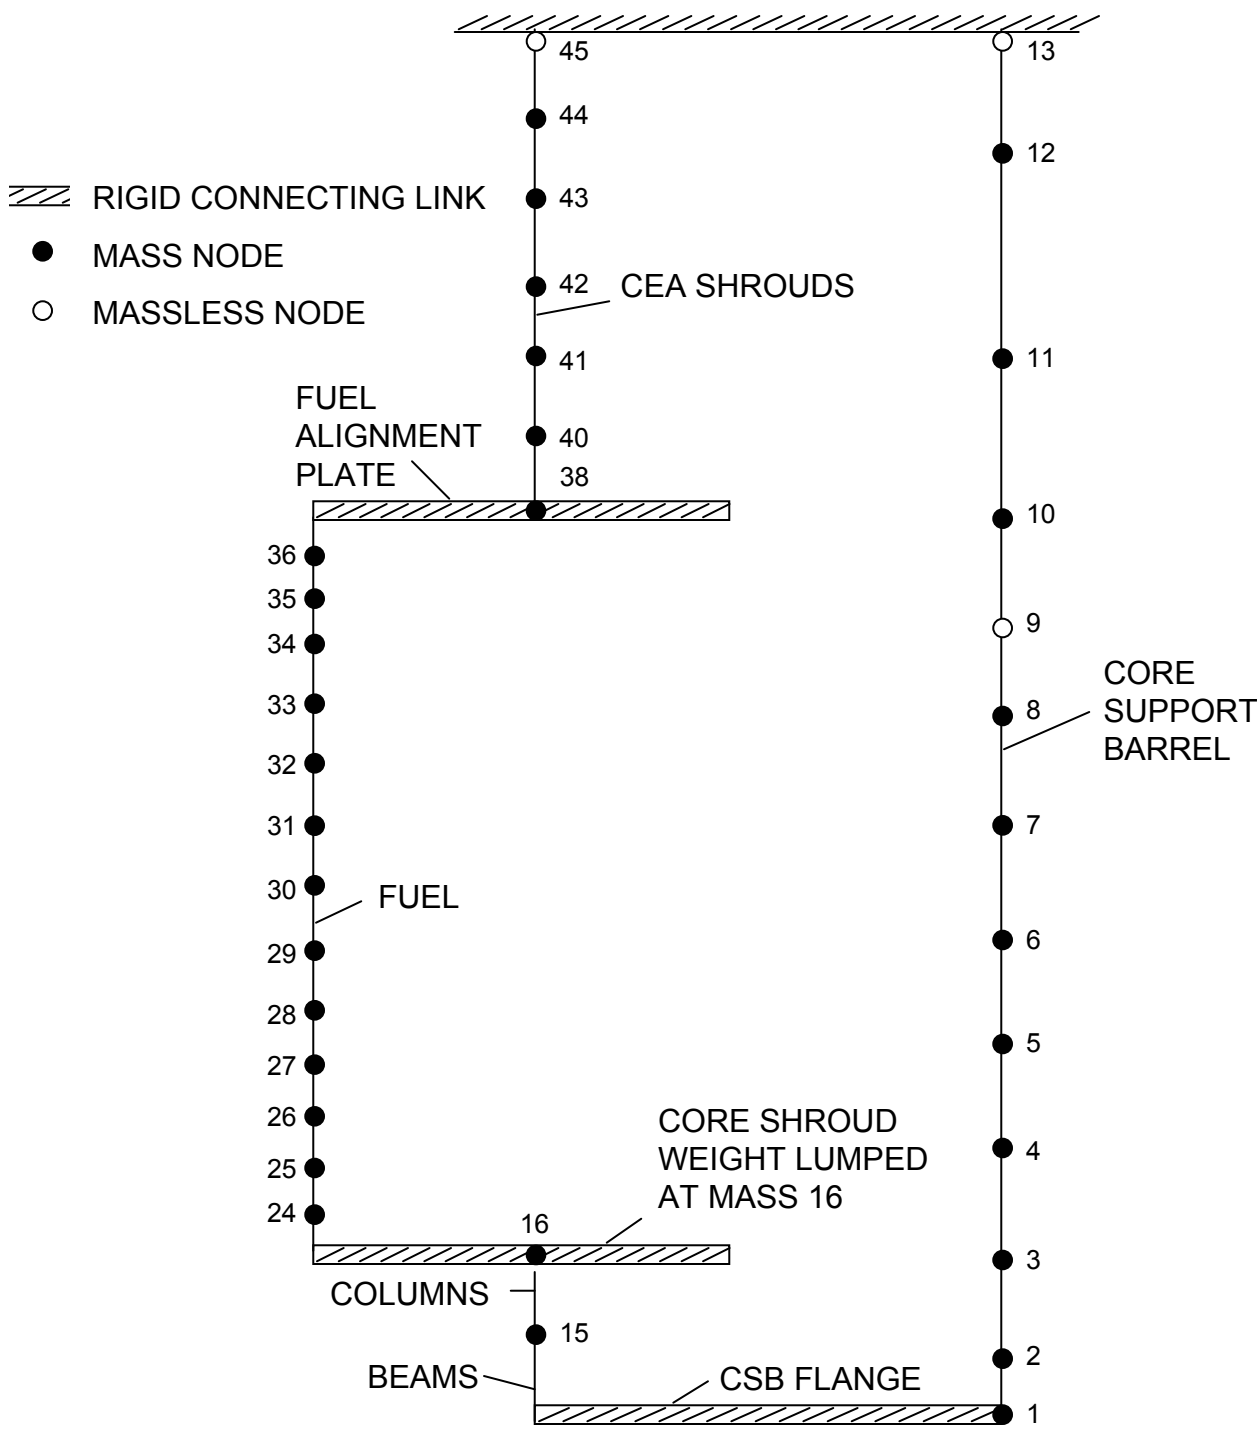 45
13
44
12
RIGID CONNECTING LINK
43
MASS NODE
42
CEA SHROUDS
MASSLESS NODE
41
11
FUEL
ALIGNMENT
PLATE
40
38
10
36
35
9
34
CORE
SUPPORT
BARREL
33
8
32
31
7
30
FUEL
29
6
28
5
27
26
CORE SHROUD
WEIGHT LUMPED
AT MASS 16
4
25
24
16
3
COLUMNS
15
2
BEAMS
CSB FLANGE
1